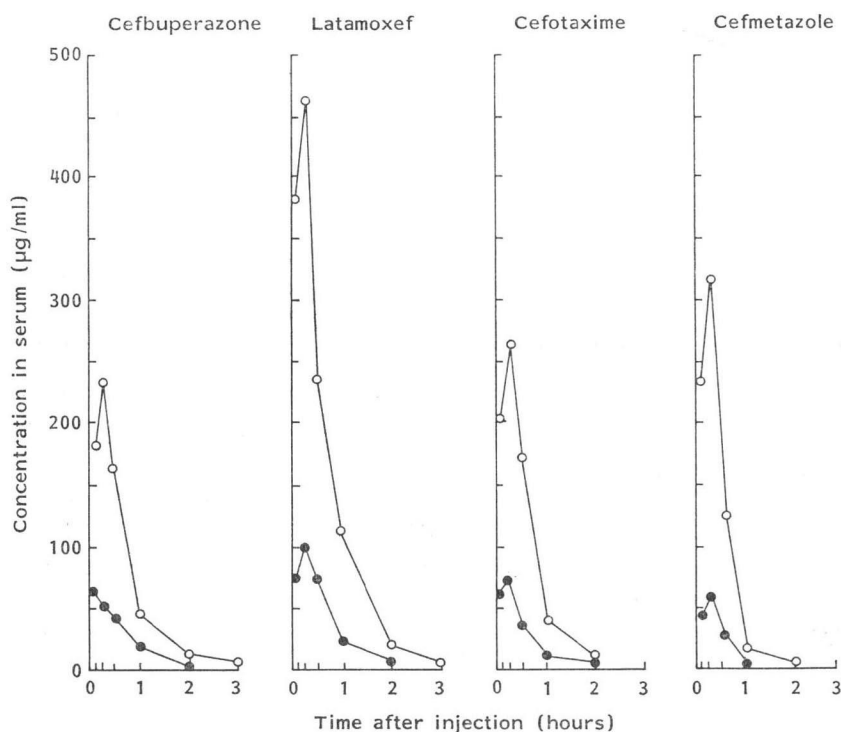 Cefbuperazone Latamoxef Cefotaxime Cefmetazole
500
400
300
200
100
0
Concentration in serum (µg/ml)
0 1 2 3 0 1 2 3 0 1 2 3 0 1 2 3
Time after injection (hours)